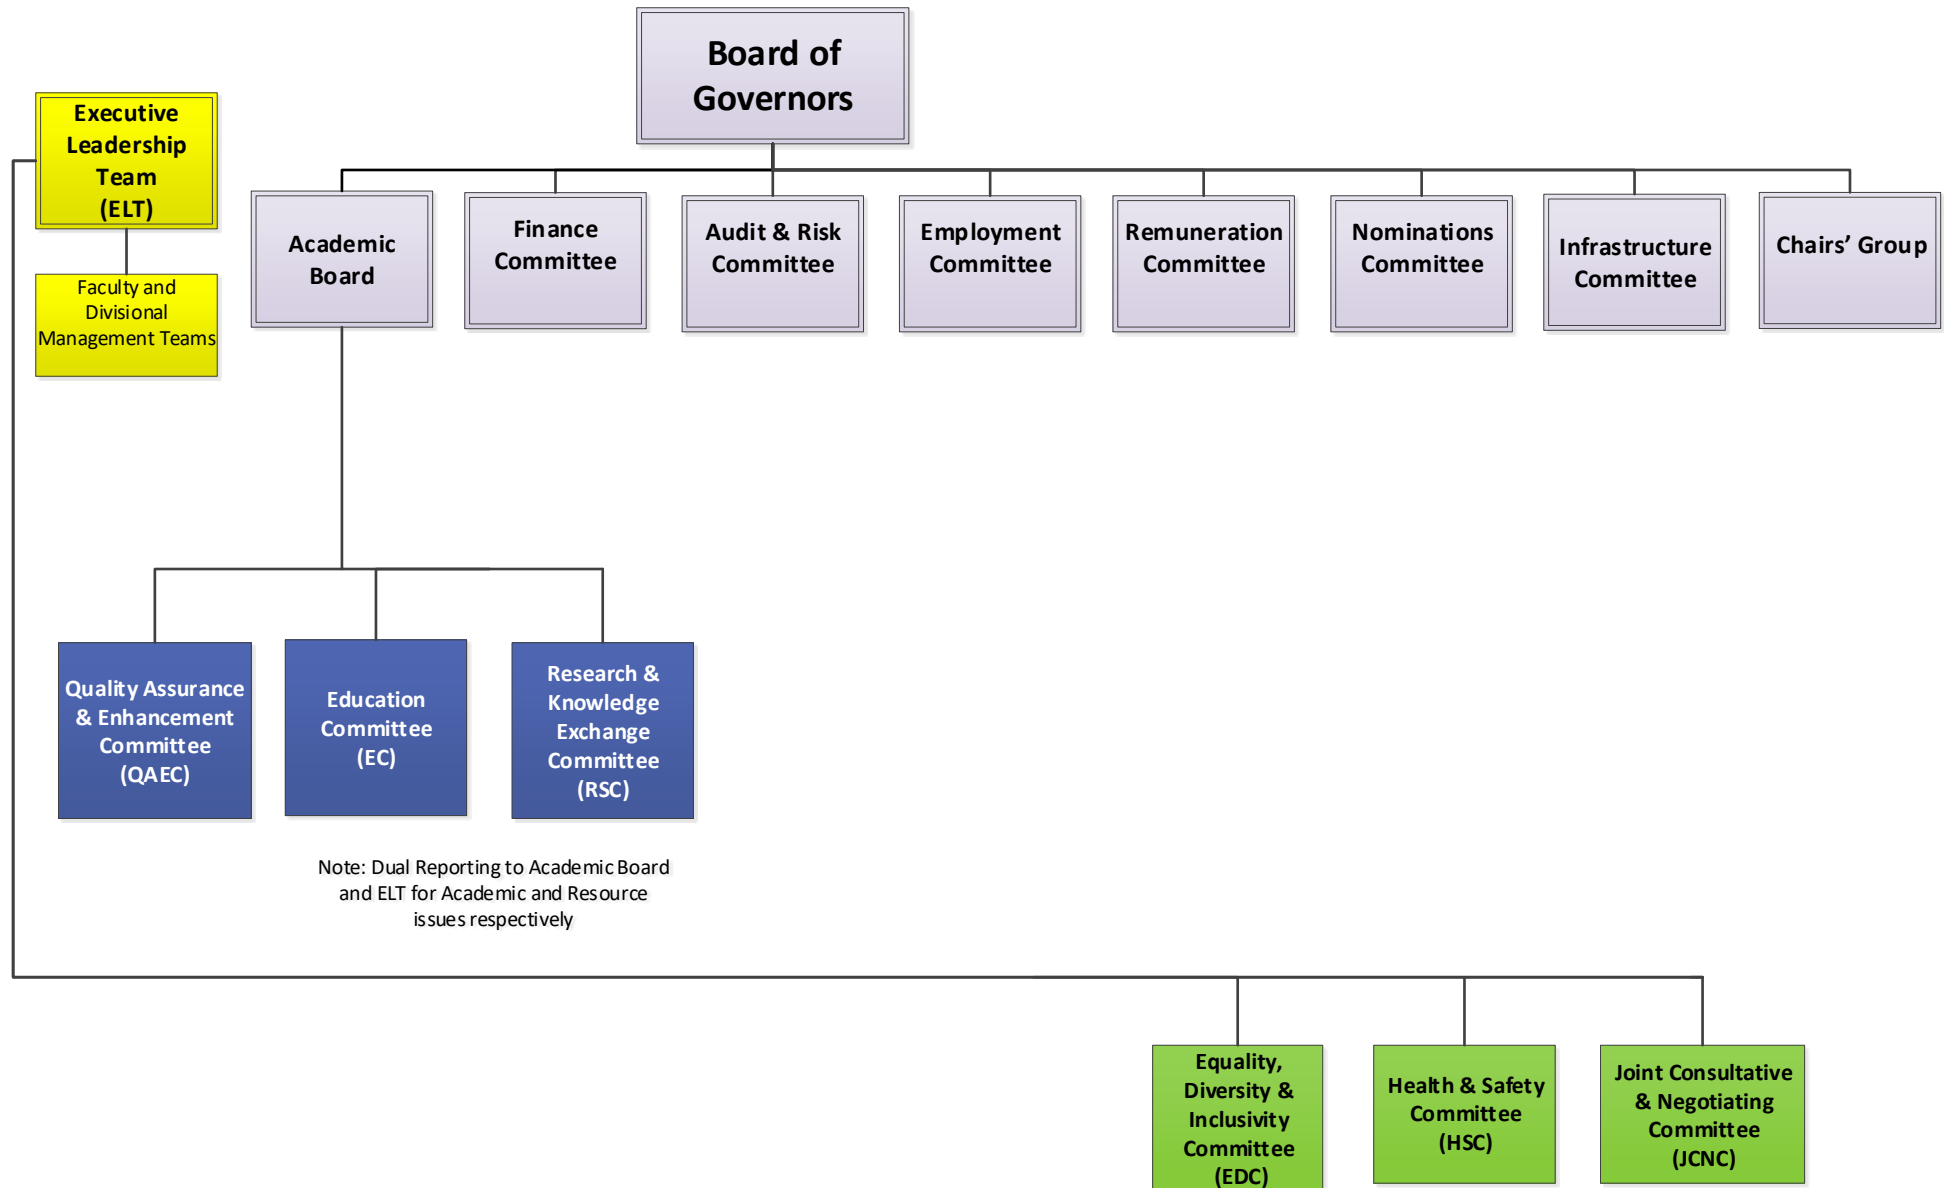 Board of
Governors
Executive
Leadership
Team
(ELT)
Faculty and
Divisional
Management Teams
Academic
Board
Finance
Committee
Audit & Risk
Committee
Employment
Committee
Remuneration
Committee
Nominations
Committee
Infrastructure
Committee
Chairs’ Group
Quality Assurance
& Enhancement
Committee
(QAEC)
Education
Committee
(EC)
Research &
Knowledge
Exchange
Committee
(RSC)
Note: Dual Reporting to Academic Board
and ELT for Academic and Resource
issues respectively
Equality,
Diversity &
Inclusivity
Committee
(EDC)
Health & Safety
Committee
(HSC)
Joint Consultative
& Negotiating
Committee
(JCNC)